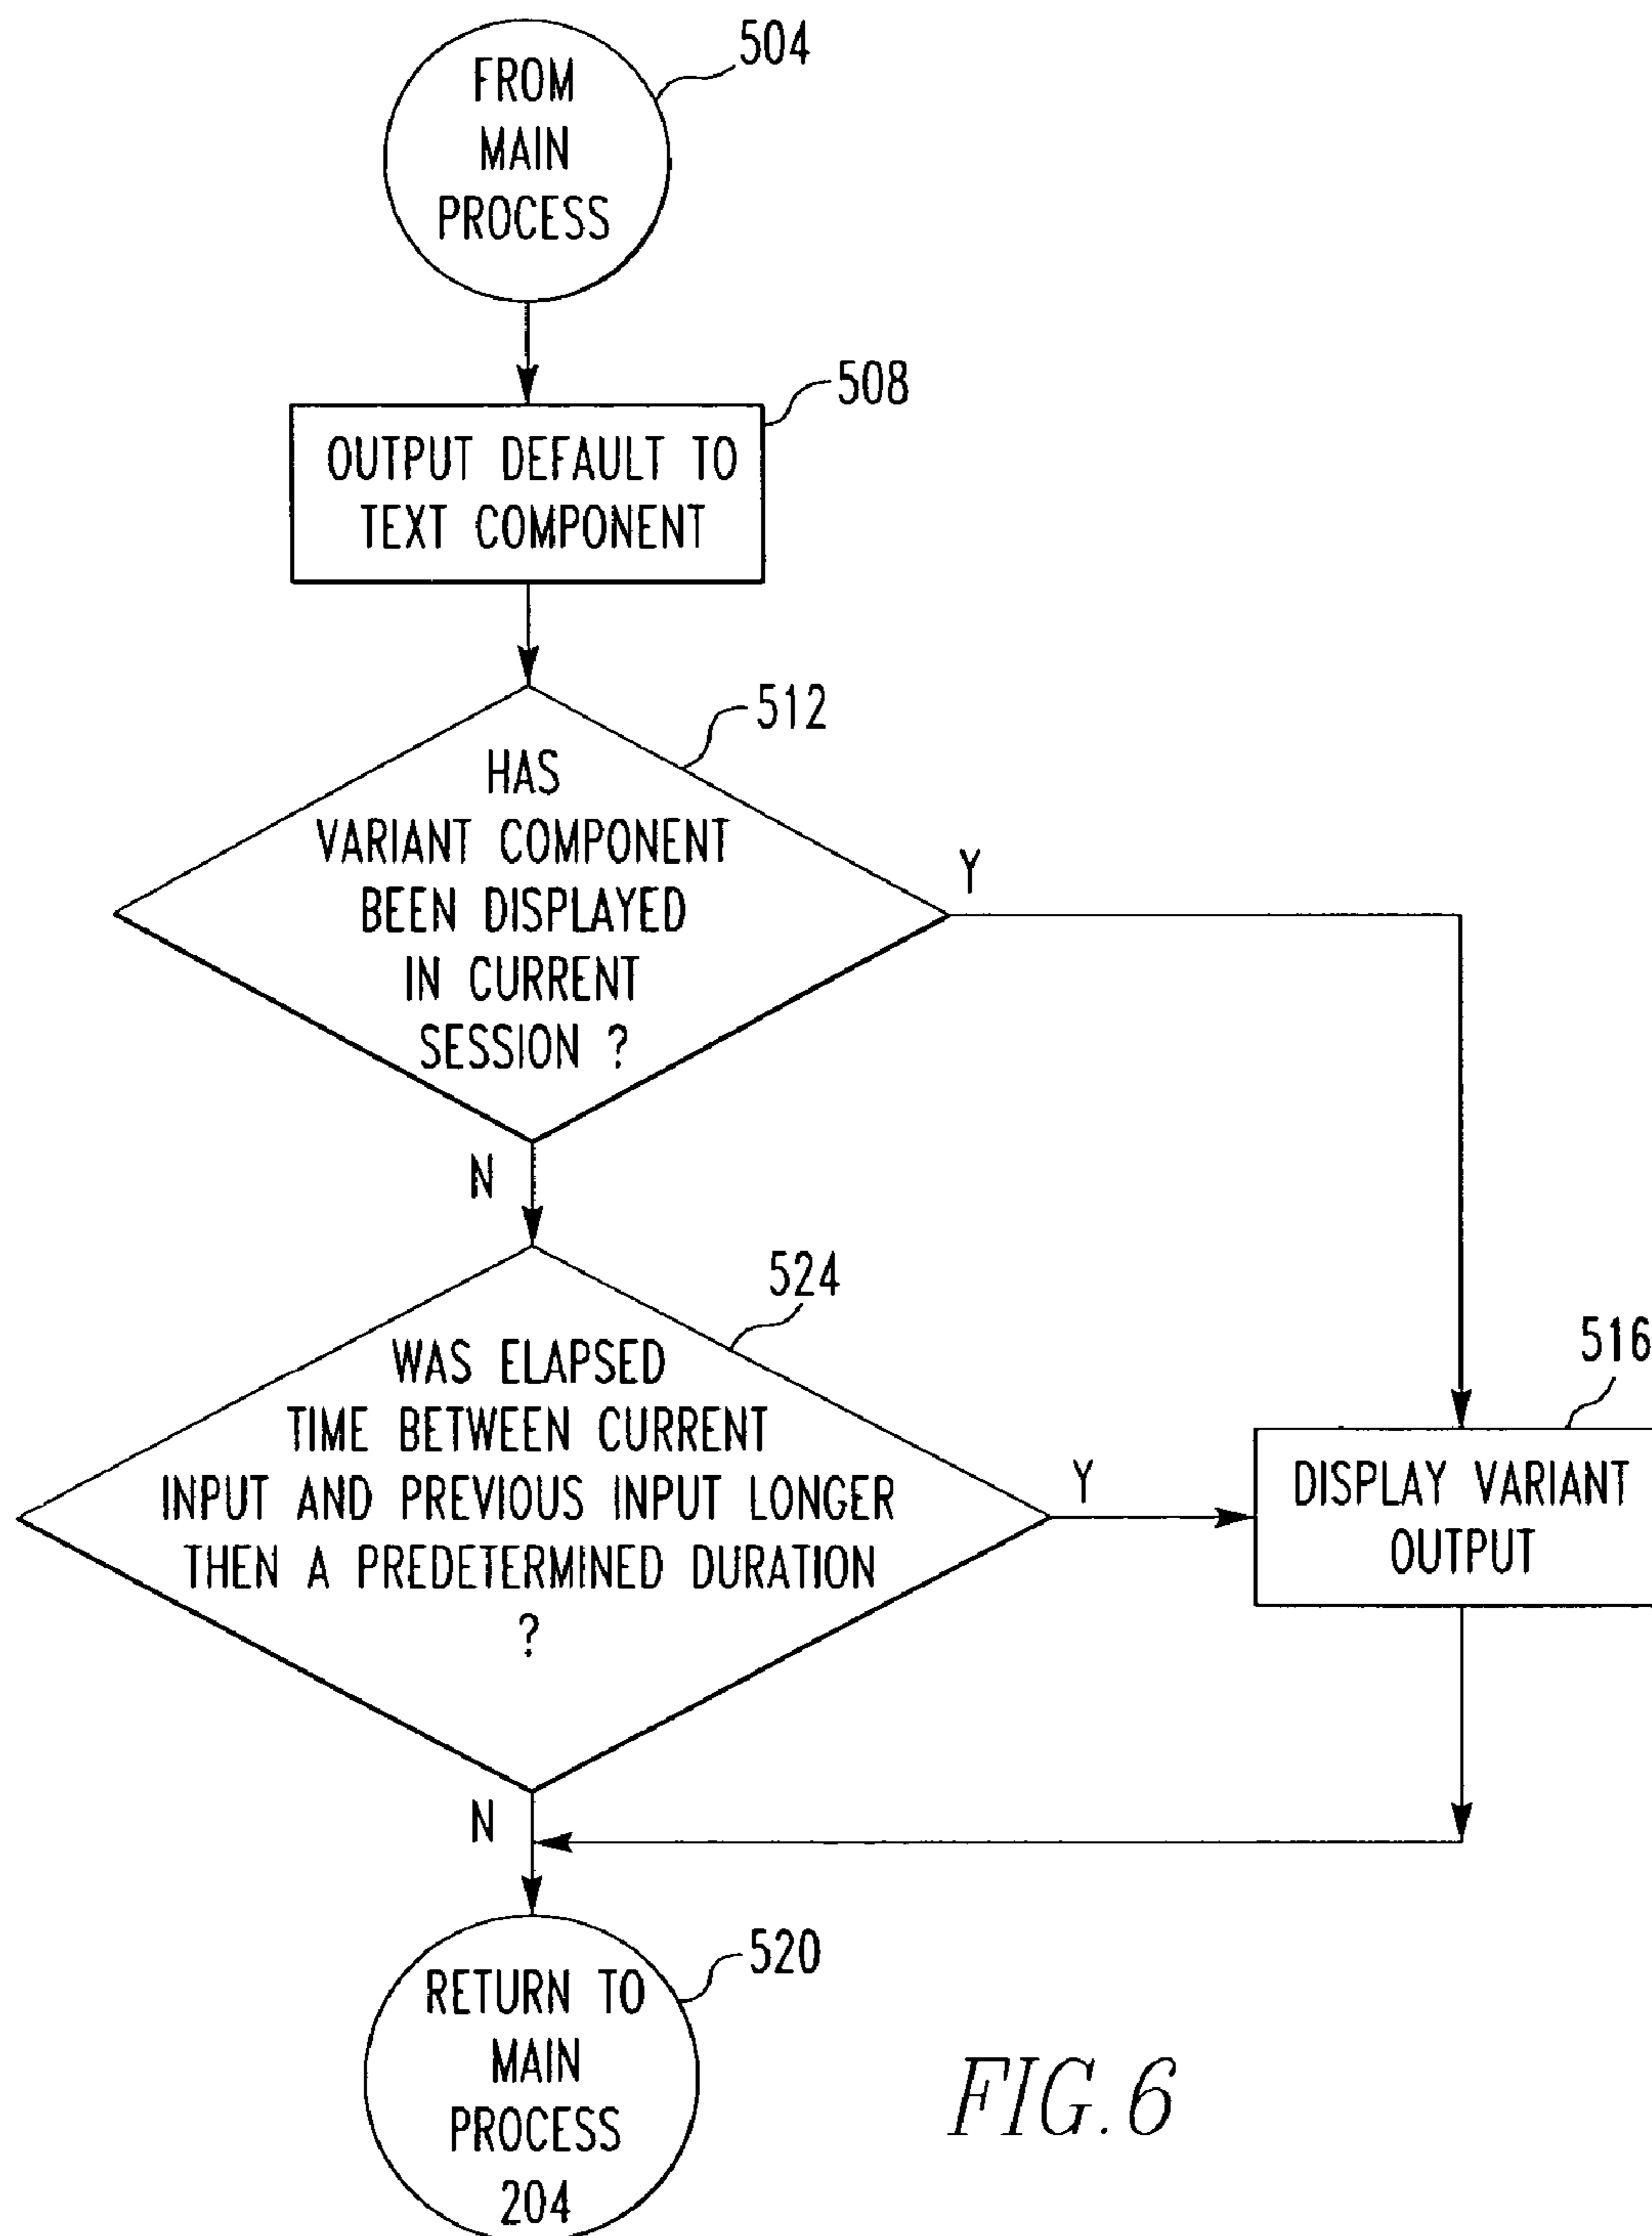 504
FROM
MAIN
PROCESS
508
OUTPUT DEFAULT TO
TEXT COMPONENT
512
HAS
VARIANT COMPONENT
BEEN DISPLAYED
IN CURRENT
SESSION ?
Y
N
524
WAS ELAPSED
TIME BETWEEN CURRENT
INPUT AND PREVIOUS INPUT LONGER
THEN A PREDETERMINED DURATION
?
Y
516
DISPLAY VARIANT
OUTPUT
N
520
RETURN TO
MAIN
PROCESS
204
FIG.6